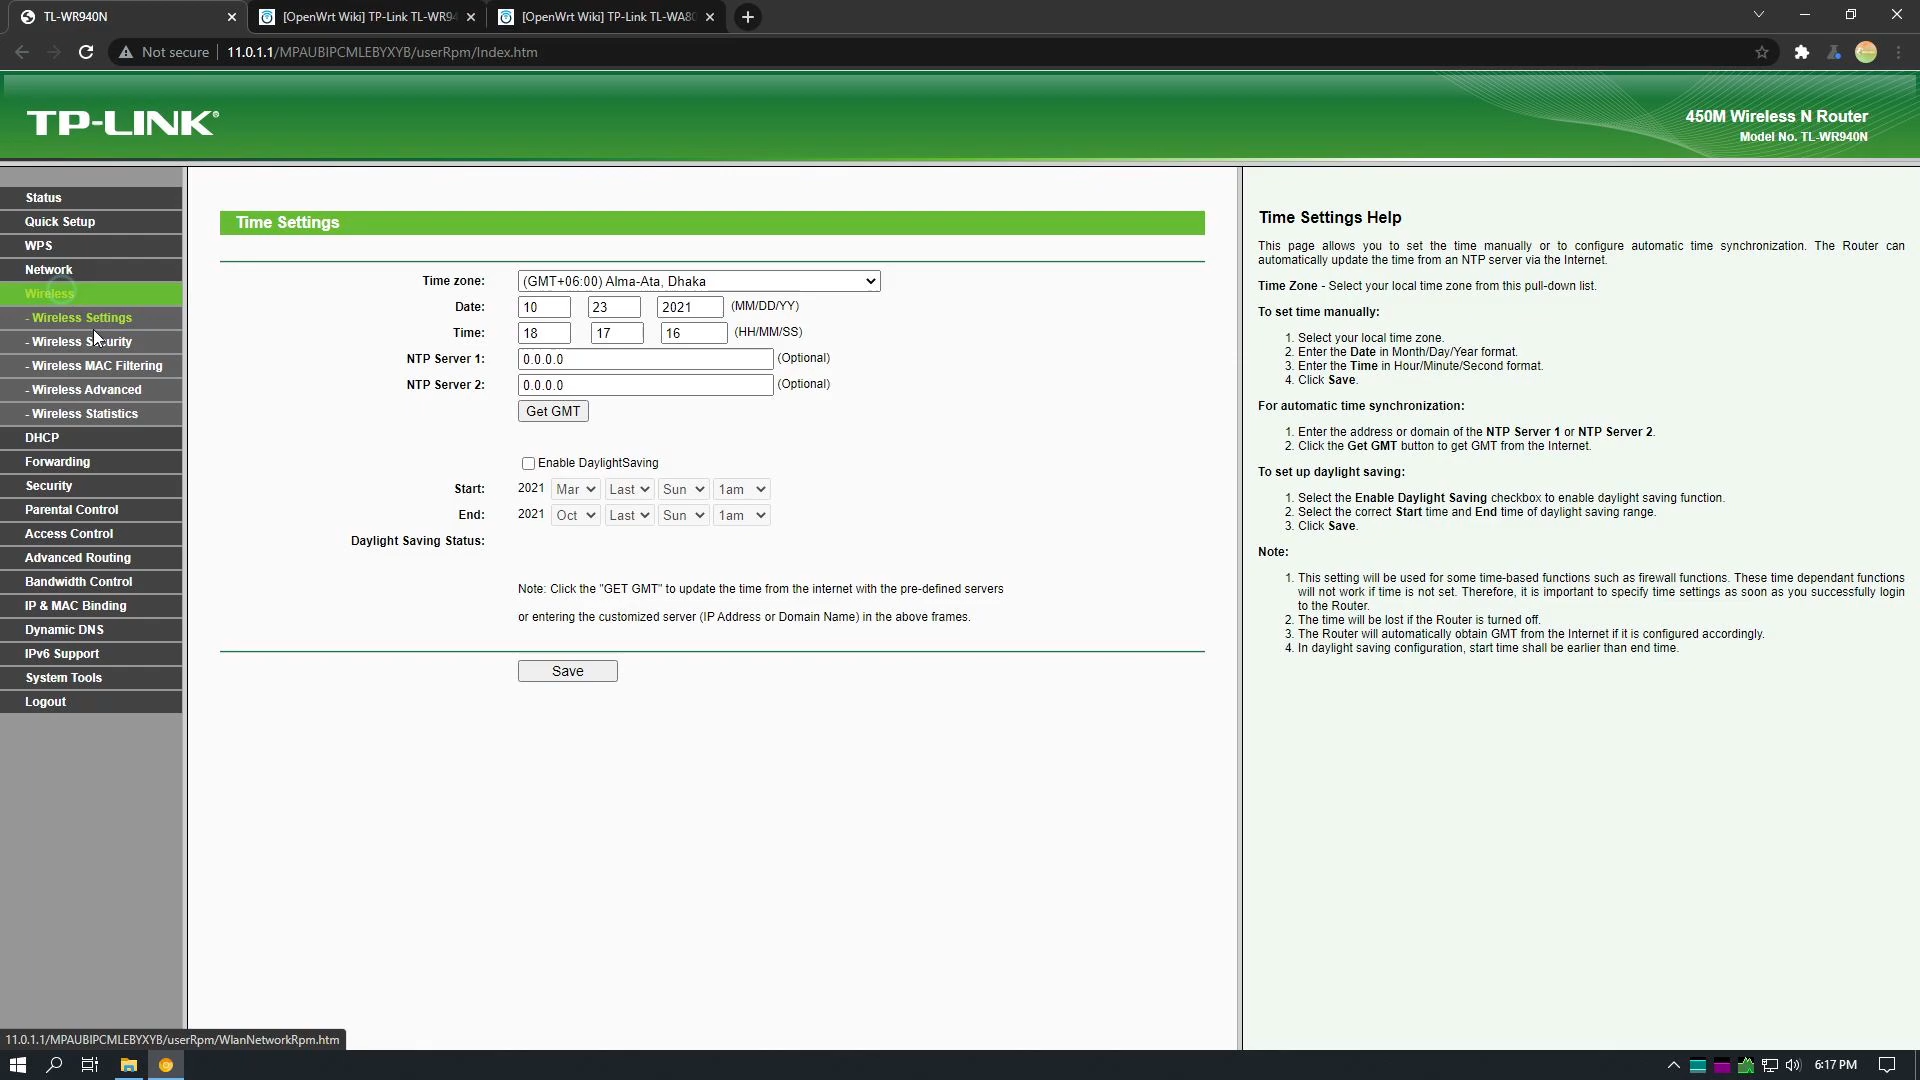 TL-WR940N
[OpenWrt Wiki] TP-Link TL-WR94
[OpenWrt Wiki] TP-Link TL-WA80
Not secure
11.0.1.1/MPAUBIPCMLEBYXYB/userRpm/Index.htm
TP-LINK®
450M Wireless N Router
Model No. TL-WR940N
Status
Quick Setup
WPS
Network
Wireless
- Wireless Settings
- Wireless Security
- Wireless MAC Filtering
- Wireless Advanced
- Wireless Statistics
DHCP
Forwarding
Security
Parental Control
Access Control
Advanced Routing
Bandwidth Control
IP & MAC Binding
Dynamic DNS
IPv6 Support
System Tools
Logout
Time Settings
Time zone: (GMT+06:00) Alma-Ata, Dhaka
Date: 10 23 2021 (MM/DD/YY)
Time: 18 17 16 (HH/MM/SS)
NTP Server 1: 0.0.0.0 (Optional)
NTP Server 2: 0.0.0.0 (Optional)
Get GMT
Enable DaylightSaving
Start: 2021 Mar Last Sun 1am
End: 2021 Oct Last Sun 1am
Daylight Saving Status:
Note: Click the "GET GMT" to update the time from the internet with the pre-defined servers
or entering the customized server (IP Address or Domain Name) in the above frames.
Save
Time Settings Help
This page allows you to set the time manually or to configure automatic time synchronization. The Router can
automatically update the time from an NTP server via the Internet.
Time Zone - Select your local time zone from this pull-down list.
To set time manually:
1. Select your local time zone.
2. Enter the Date in Month/Day/Year format.
3. Enter the Time in Hour/Minute/Second format.
4. Click Save.
For automatic time synchronization:
1. Enter the address or domain of the NTP Server 1 or NTP Server 2.
2. Click the Get GMT button to get GMT from the Internet.
To set up daylight saving:
1. Select the Enable Daylight Saving checkbox to enable daylight saving function.
2. Select the correct Start time and End time of daylight saving range.
3. Click Save.
Note:
1. This setting will be used for some time-based functions such as firewall functions. These time dependant functions
will not work if time is not set. Therefore, it is important to specify time settings as soon as you successfully login
to the Router.
2. The time will be lost if the Router is turned off.
3. The Router will automatically obtain GMT from the Internet if it is configured accordingly.
4. In daylight saving configuration, start time shall be earlier than end time.
11.0.1.1/MPAUBIPCMLEBYXYB/userRpm/WlanNetworkRpm.htm
6:17 PM